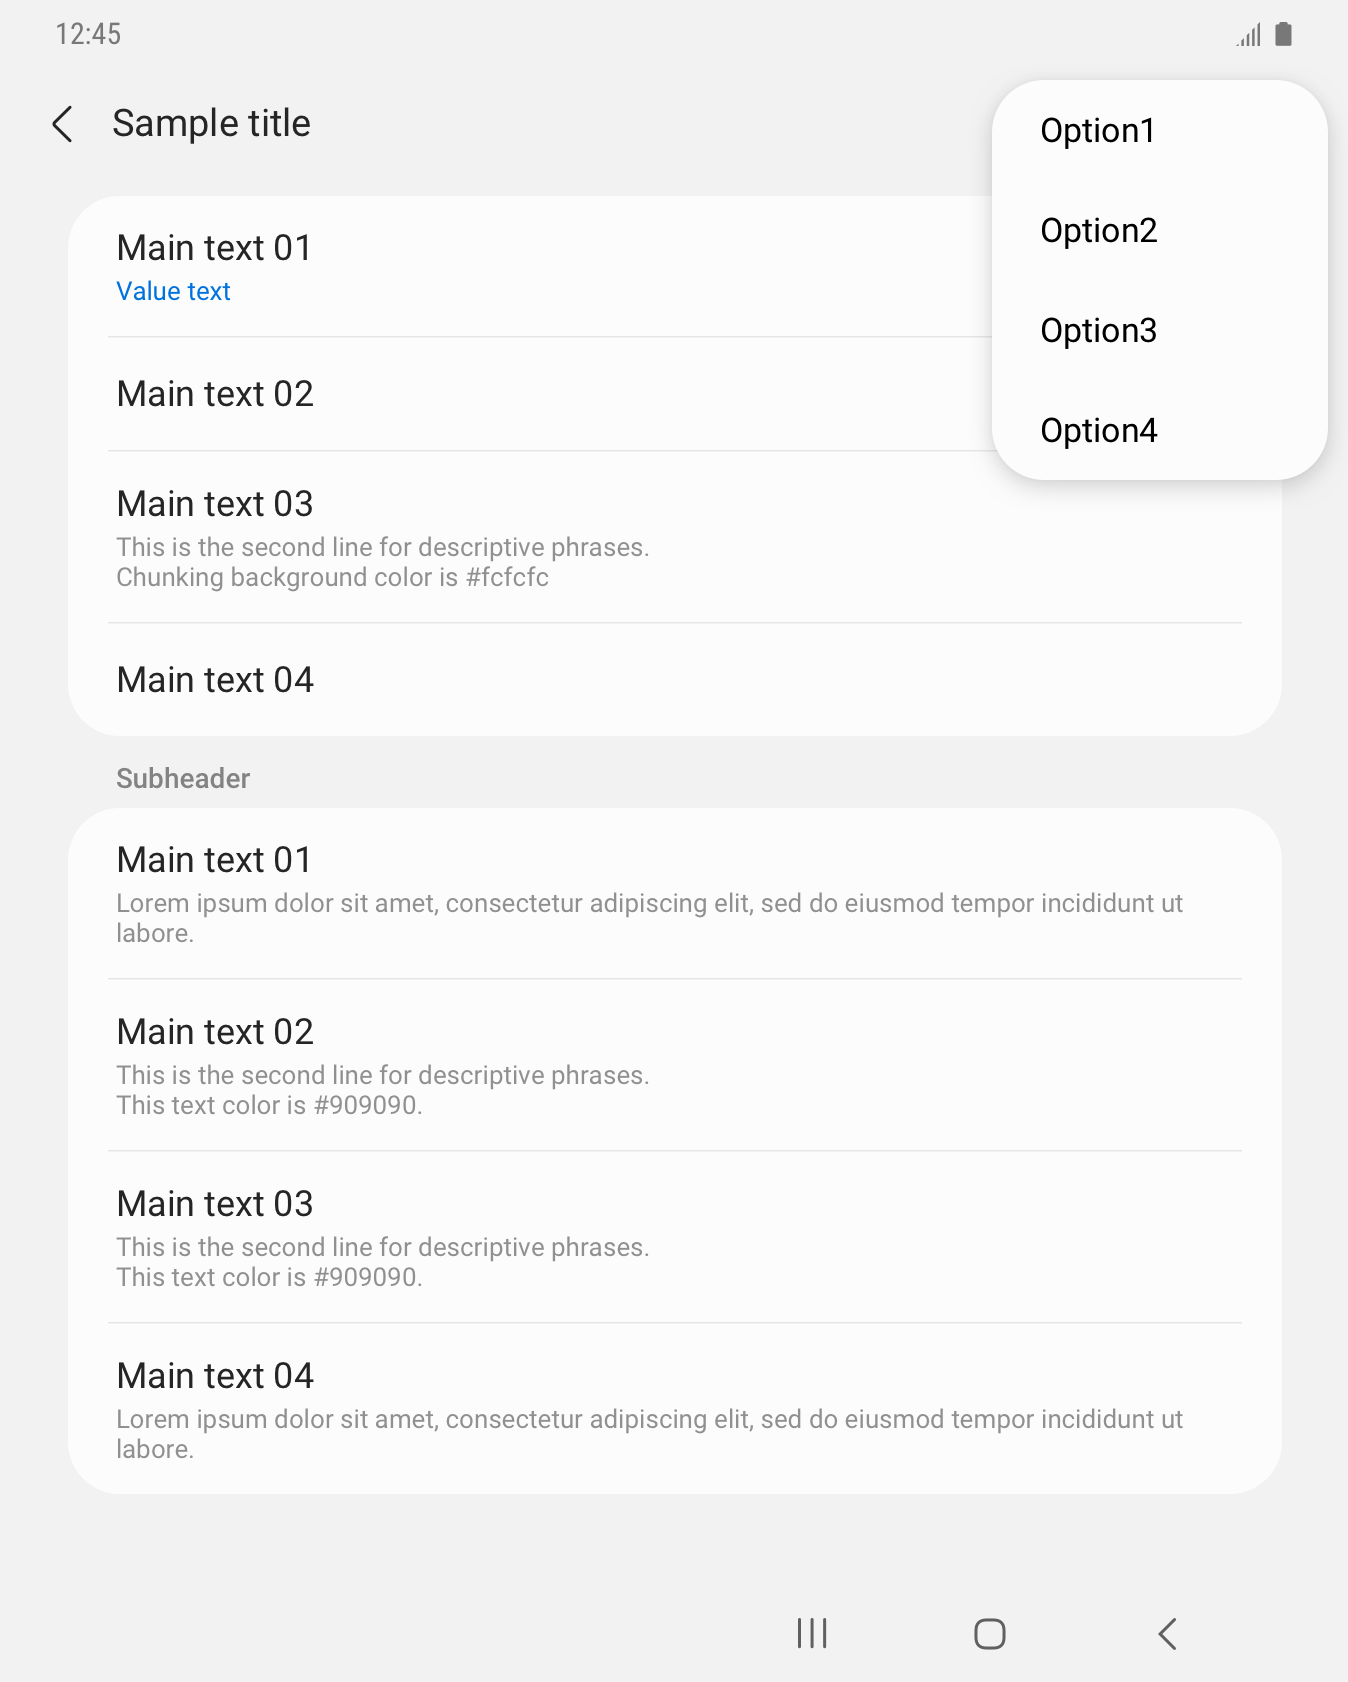 12:45
Sample title
Option1
Option2
Option3
Option4
Main text 01
Value text
Main text 02
Main text 03
This is the second line for descriptive phrases.
Chunking background color is #fcfcfc
Main text 04
Subheader
Main text 01
Lorem ipsum dolor sit amet, consectetur adipiscing elit, sed do eiusmod tempor incididunt ut
labore.
Main text 02
This is the second line for descriptive phrases.
This text color is #909090.
Main text 03
This is the second line for descriptive phrases.
This text color is #909090.
Main text 04
Lorem ipsum dolor sit amet, consectetur adipiscing elit, sed do eiusmod tempor incididunt ut
labore.